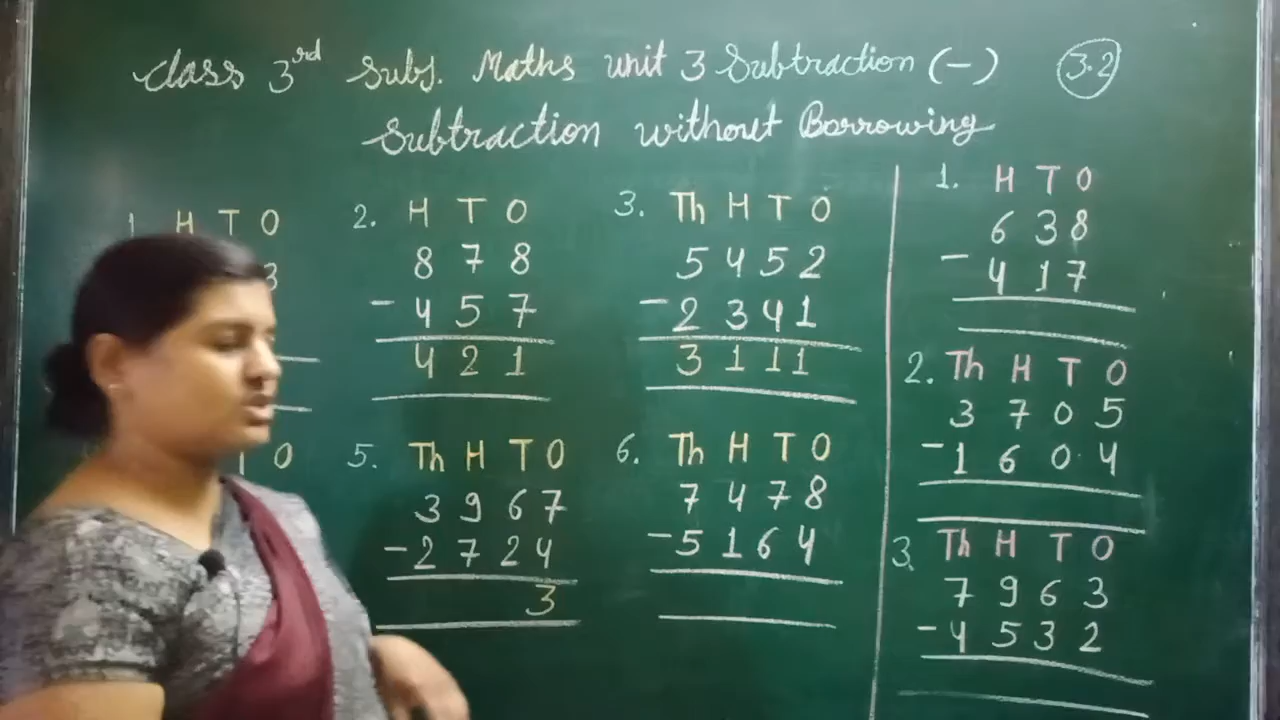 Class 3rd Subs. Maths unit 3 Subtraction (-) 3.2
Subtraction without Borrowing
1 H T O
3
T O
2. H T O
8 7 8
- 4 5 7
4 2 1
3. Th H T O
5 4 5 2
- 2 3 4 1
3 1 1 1
5. Th H T O
3 9 6 7
- 2 7 2 4
3
6. Th H T O
7 4 7 8
- 5 1 6 4
1. H T O
6 3 8
- 4 1 7
2. Th H T O
3 7 0 5
- 1 6 0 4
3. Th H T O
7 9 6 3
- 4 5 3 2